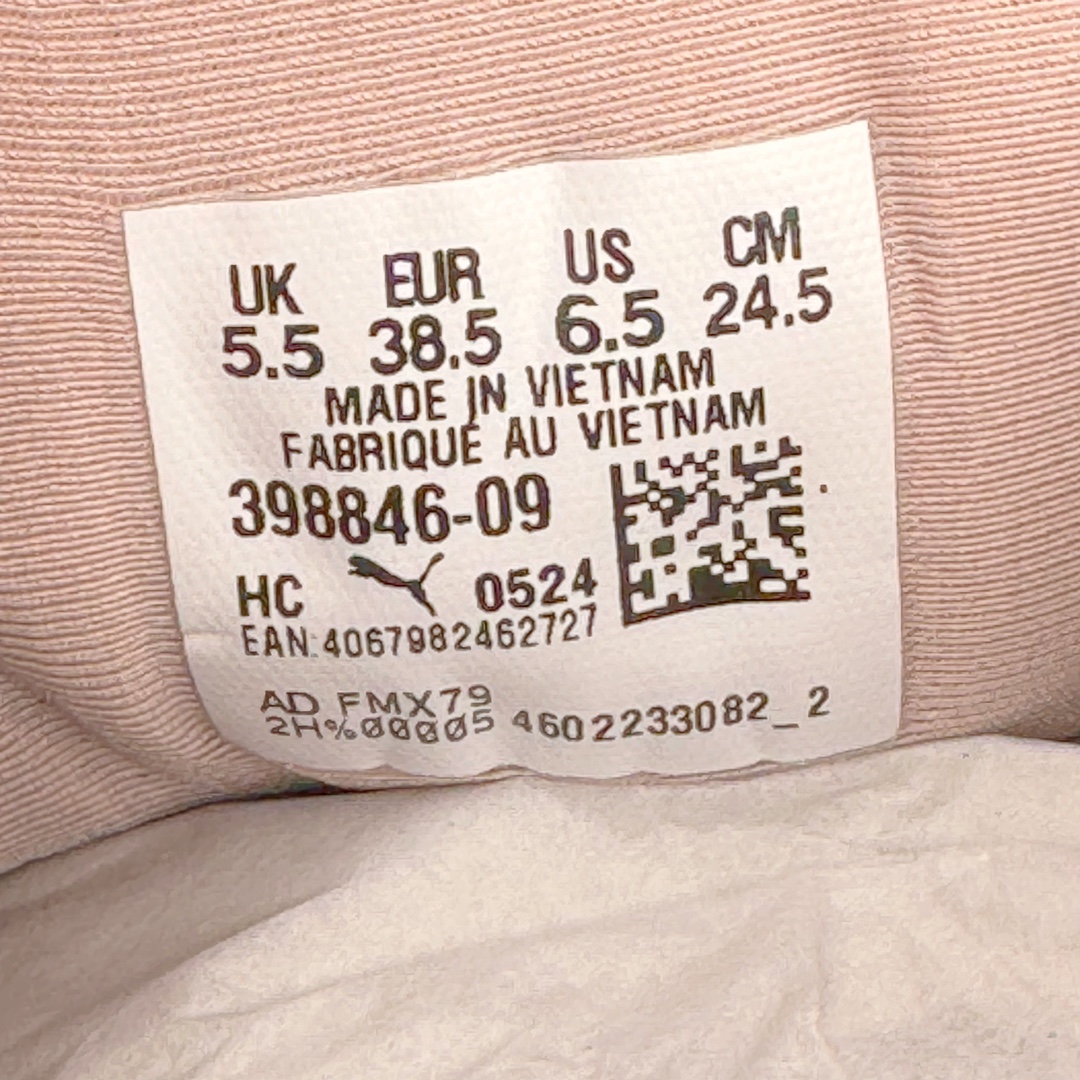 UK EUR US CM
5.5 38.5 6.5 24.5
MADE IN VIETNAM
FABRIQUÉ AU VIETNAM
398846-09
HC 0524
EAN:4067982462727
AD FMX79
2H%00005 4602233082_2